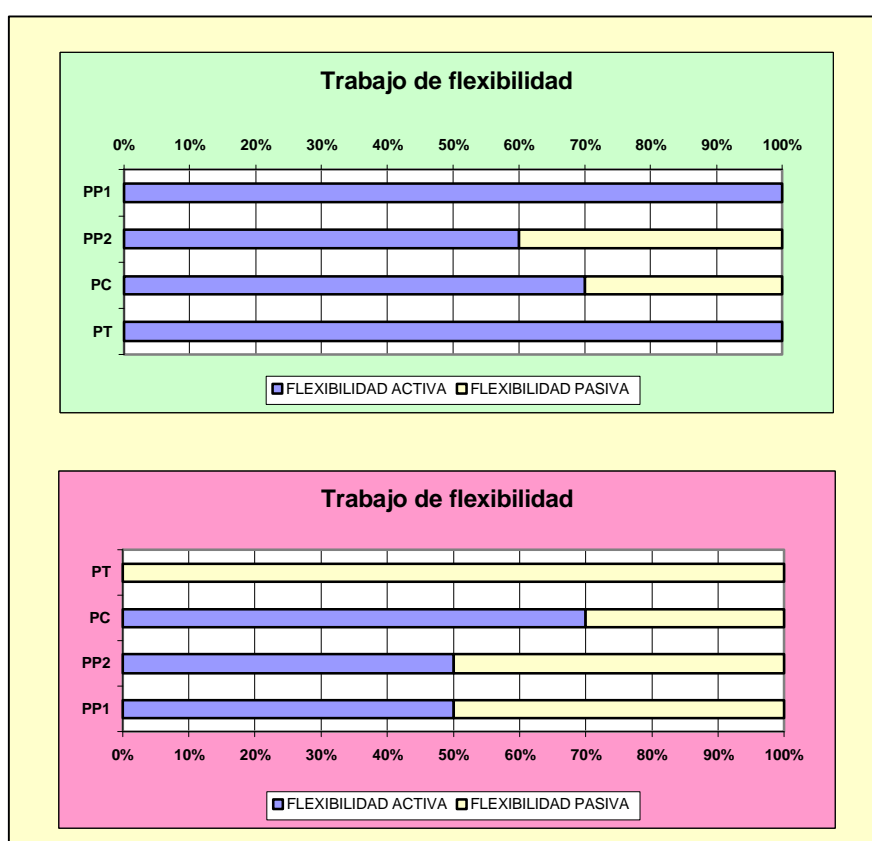 Trabajo de flexibilidad
0% 10% 20% 30% 40% 50% 60% 70% 80% 90% 100%
PP1
PP2
PC
PT
FLEXIBILIDAD ACTIVA FLEXIBILIDAD PASIVA
Trabajo de flexibilidad
PT
PC
PP2
PP1
0% 10% 20% 30% 40% 50% 60% 70% 80% 90% 100%
FLEXIBILIDAD ACTIVA FLEXIBILIDAD PASIVA